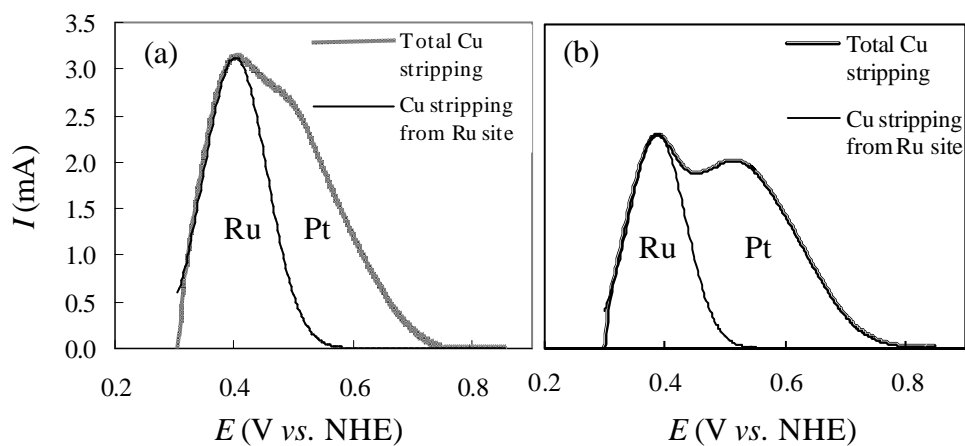 3.5
3.0
2.5
2.0
1.5
1.0
0.5
0.0
I (mA)
(a)
Total Cu
stripping
Cu stripping
from Ru site
Ru
Pt
0.2
0.4
0.6
0.8
E (V vs. NHE)
(b)
Total Cu
stripping
Cu stripping
from Ru site
Ru
Pt
0.2
0.4
0.6
0.8
E (V vs. NHE)